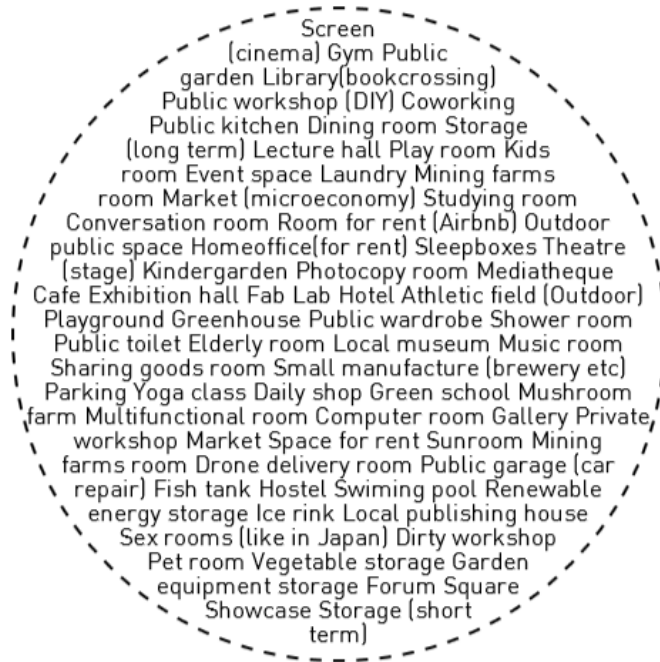 Screen
(cinema) Gym Public
garden Library(bookcrossing)
Public workshop (DIY) Coworking
Public kitchen Dining room Storage
(long term) Lecture hall Play room Kids
room Event space Laundry Mining farms
room Market (microeconomy) Studying room
Conversation room Room for rent (Airbnb) Outdoor
public space Homeoffice(for rent) Sleepboxes Theatre
(stage) Kindergarden Photocopy room Mediatheque
Cafe Exhibition hall Fab Lab Hotel Athletic field (Outdoor)
Playground Greenhouse Public wardrobe Shower room
Public toilet Elderly room Local museum Music room
Sharing goods room Small manufacture (brewery etc)
Parking Yoga class Daily shop Green school Mushroom
farm Multifunctional room Computer room Gallery Private
workshop Market Space for rent Sunroom Mining
farms room Drone delivery room Public garage (car
repair) Fish tank Hostel Swiming pool Renewable
energy storage Ice rink Local publishing house
Sex rooms (like in Japan) Dirty workshop
Pet room Vegetable storage Garden
equipment storage Forum Square
Showcase Storage (short
term)